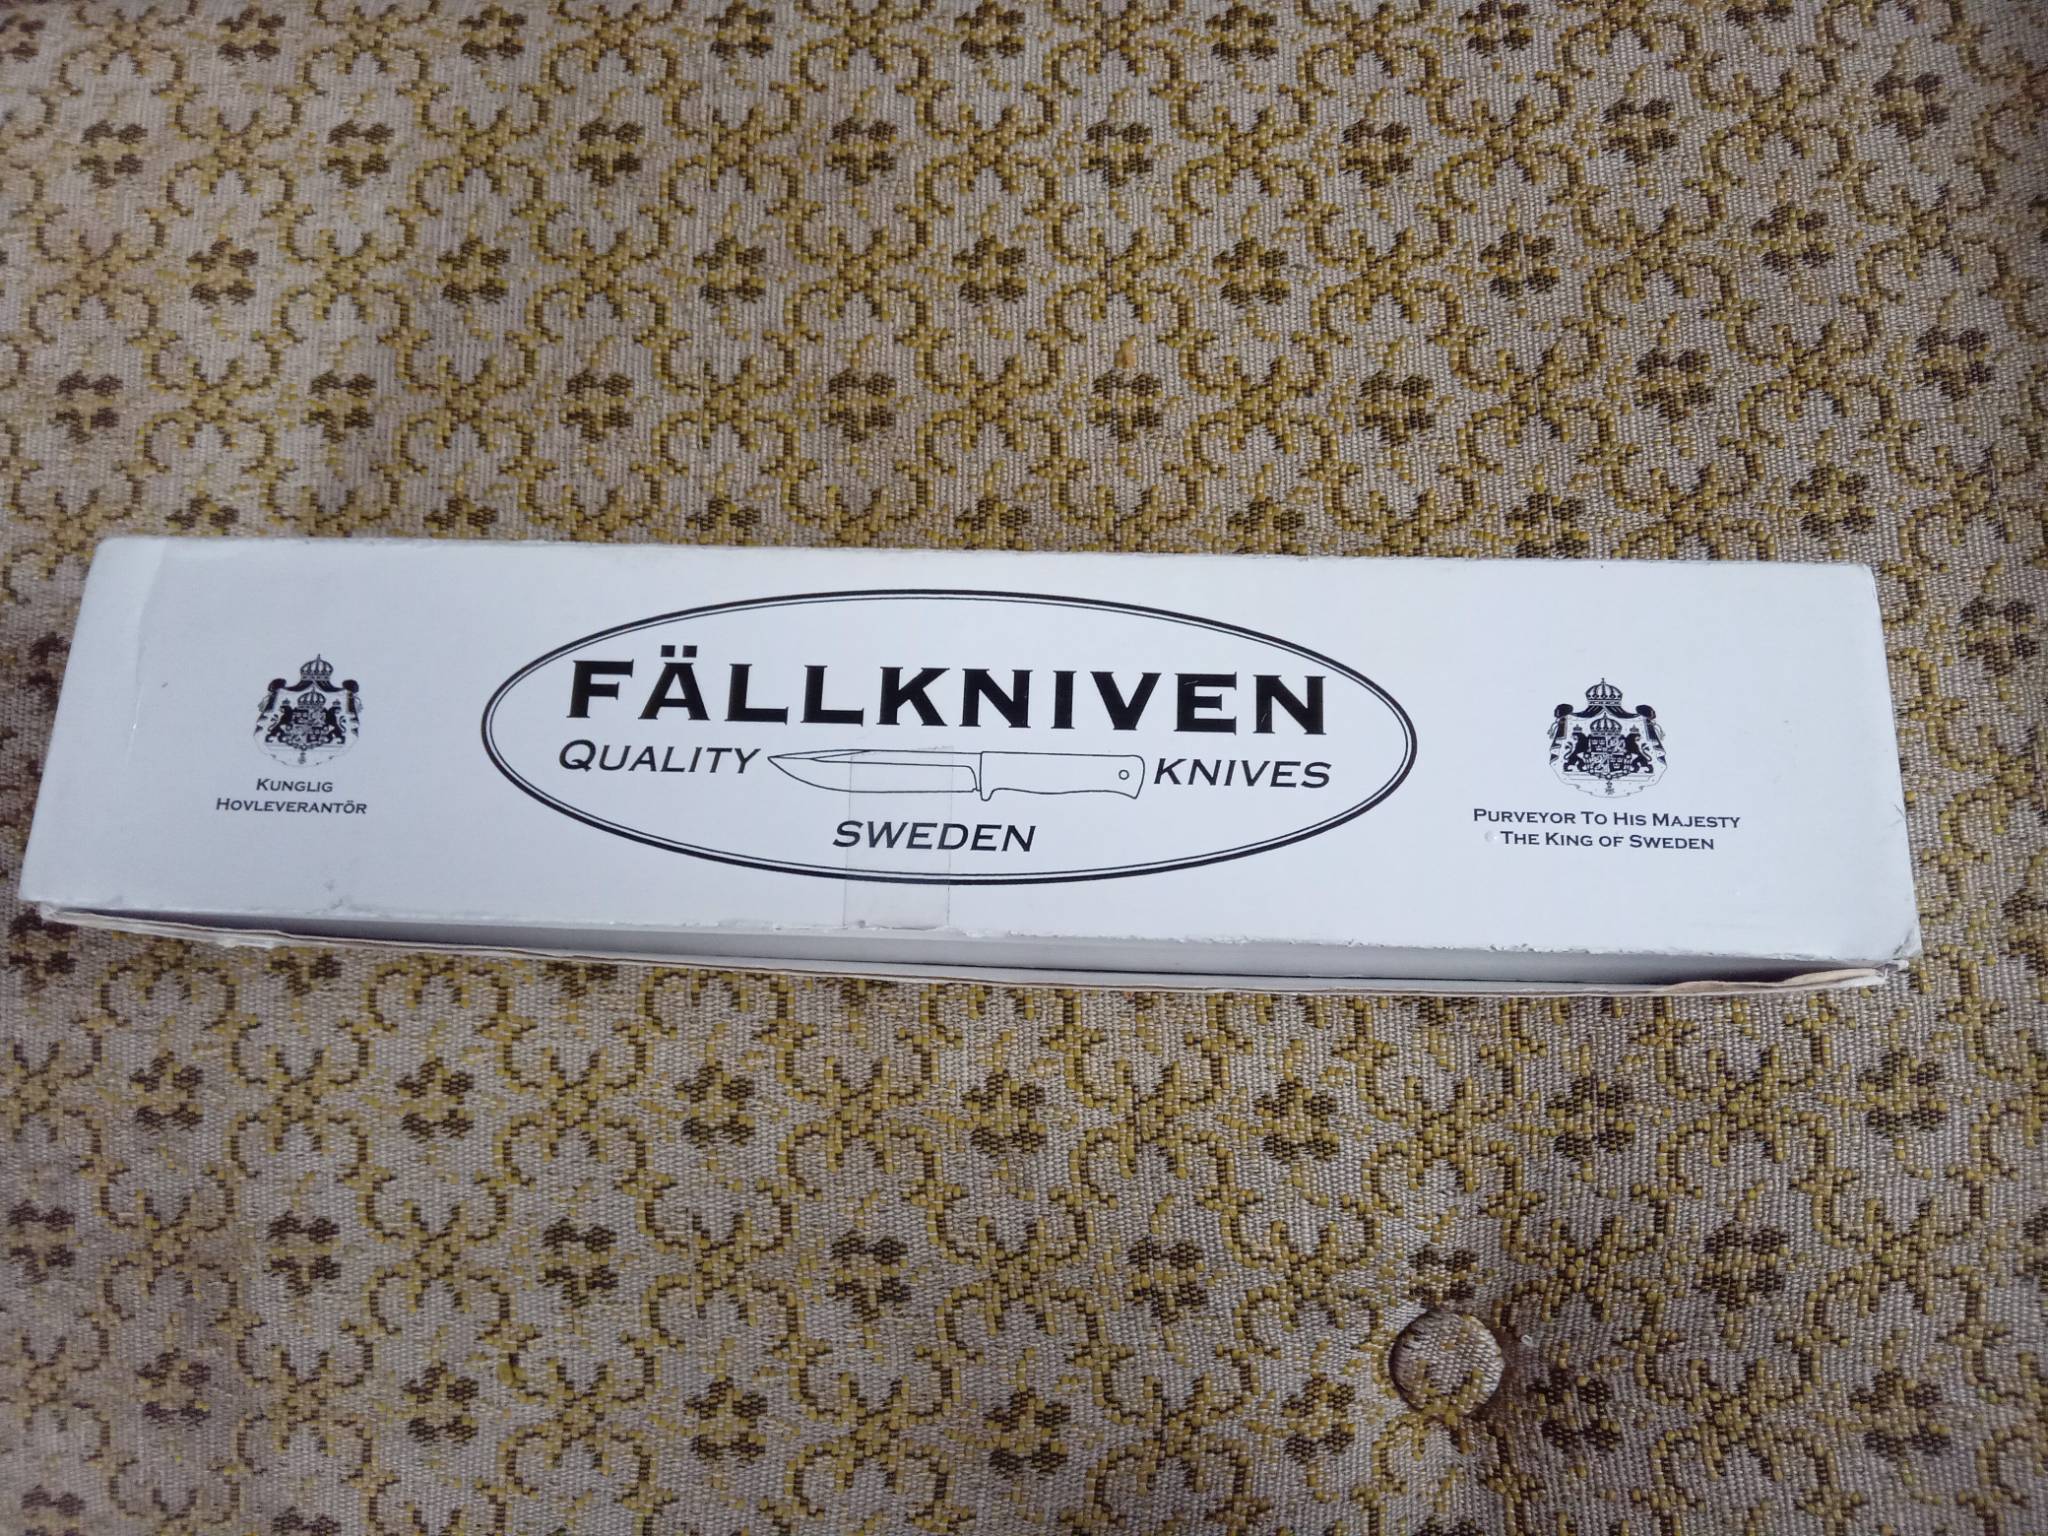 FÄLLKNIVEN
QUALITY KNIVES
SWEDEN
KUNGLIG
HOVLEVERANTÖR
PURVEYOR TO HIS MAJESTY
THE KING OF SWEDEN